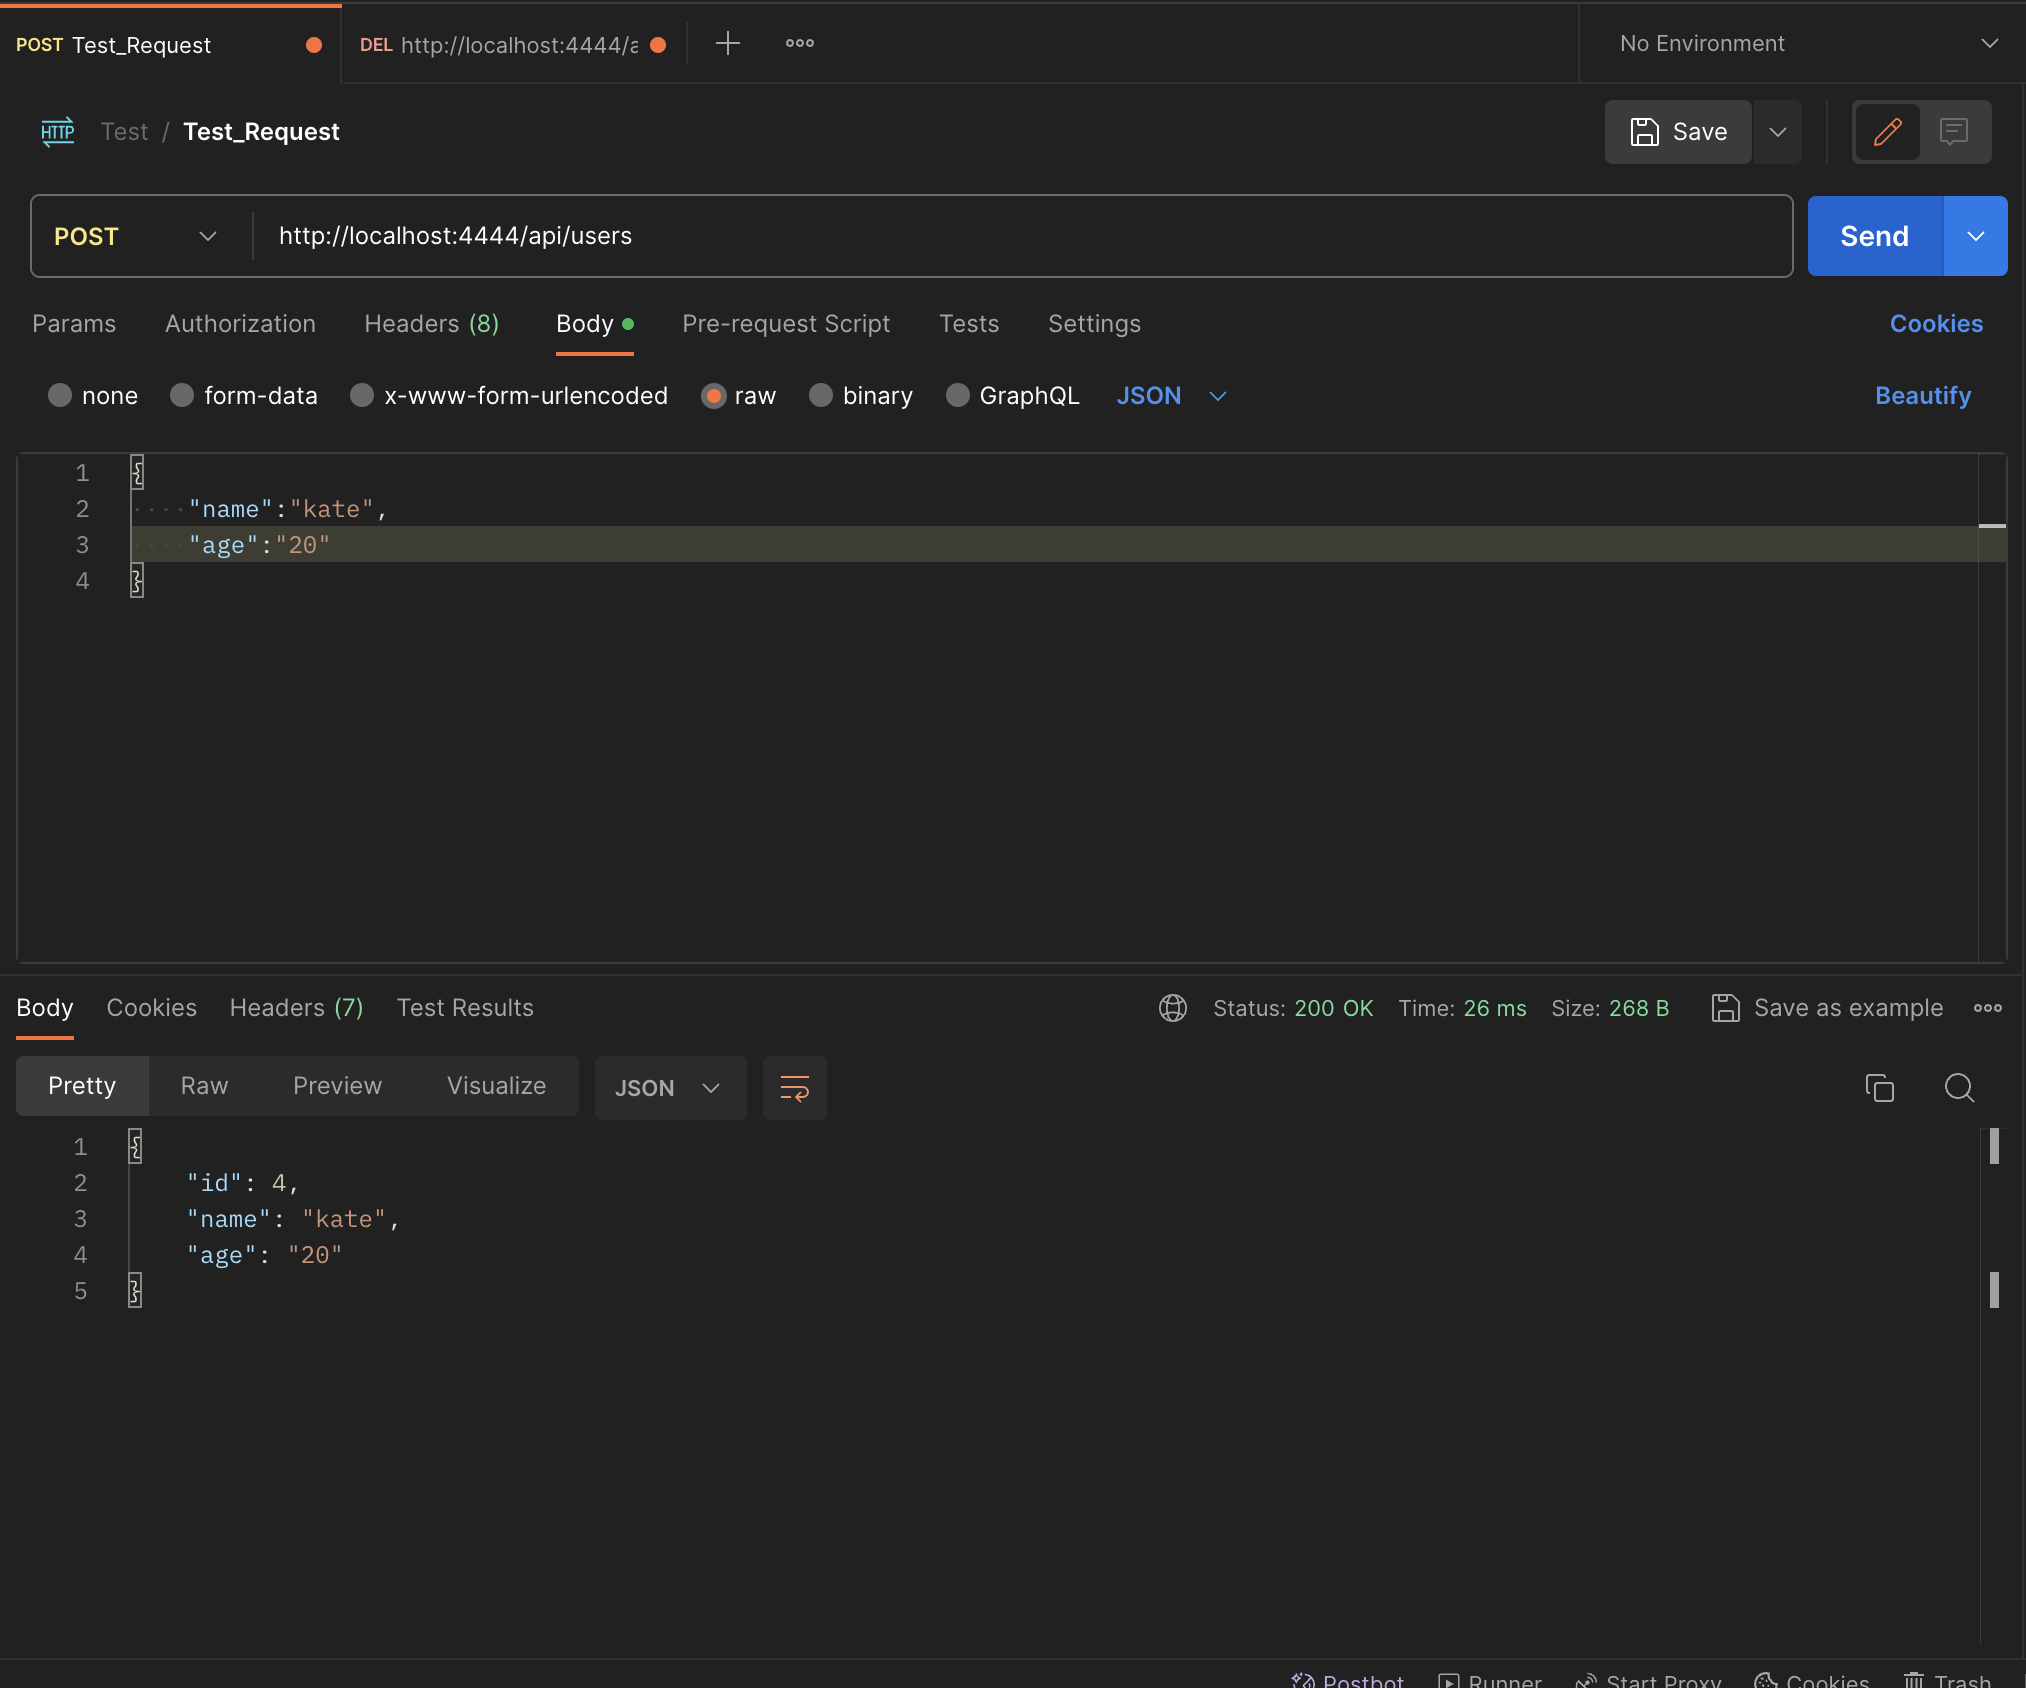 POST Test_Request
DEL http://localhost:4444/a
No Environment
HTTP Test / Test_Request
Save
POST
http://localhost:4444/api/users
Send
Params Authorization Headers (8) Body Pre-request Script Tests Settings Cookies
none form-data x-www-form-urlencoded raw binary GraphQL JSON Beautify
1 {
2 "name":"kate",
3 "age":"20"
4 }
Body Cookies Headers (7) Test Results Status: 200 OK Time: 26 ms Size: 268 B Save as example
Pretty Raw Preview Visualize JSON
1 {
2 "id": 4,
3 "name": "kate",
4 "age": "20"
5 }
Postbot Runner Start Proxy Cookies Trash